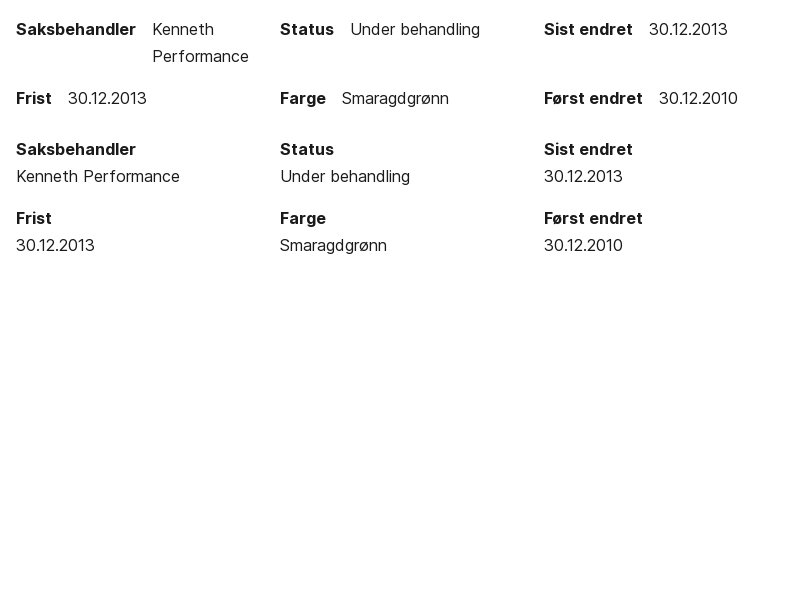 Saksbehandler Kenneth Status Under behandling Sist endret 30.12.2013
Performance
Frist 30.12.2013 Farge Smaragdgrønn Først endret 30.12.2010
Saksbehandler Status Sist endret
Kenneth Performance Under behandling 30.12.2013
Frist Farge Først endret
30.12.2013 Smaragdgrønn 30.12.2010